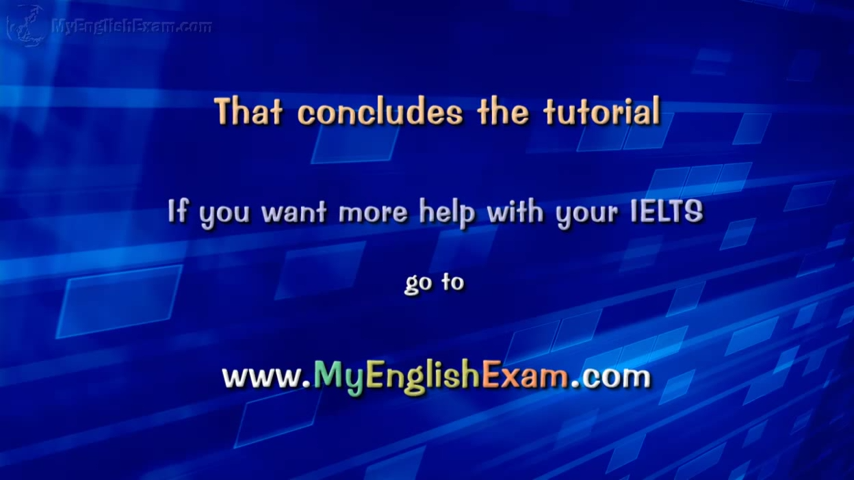 MyEnglishExam.com
That concludes the tutorial
If you want more help with your IELTS
go to
www.MyEnglishExam.com